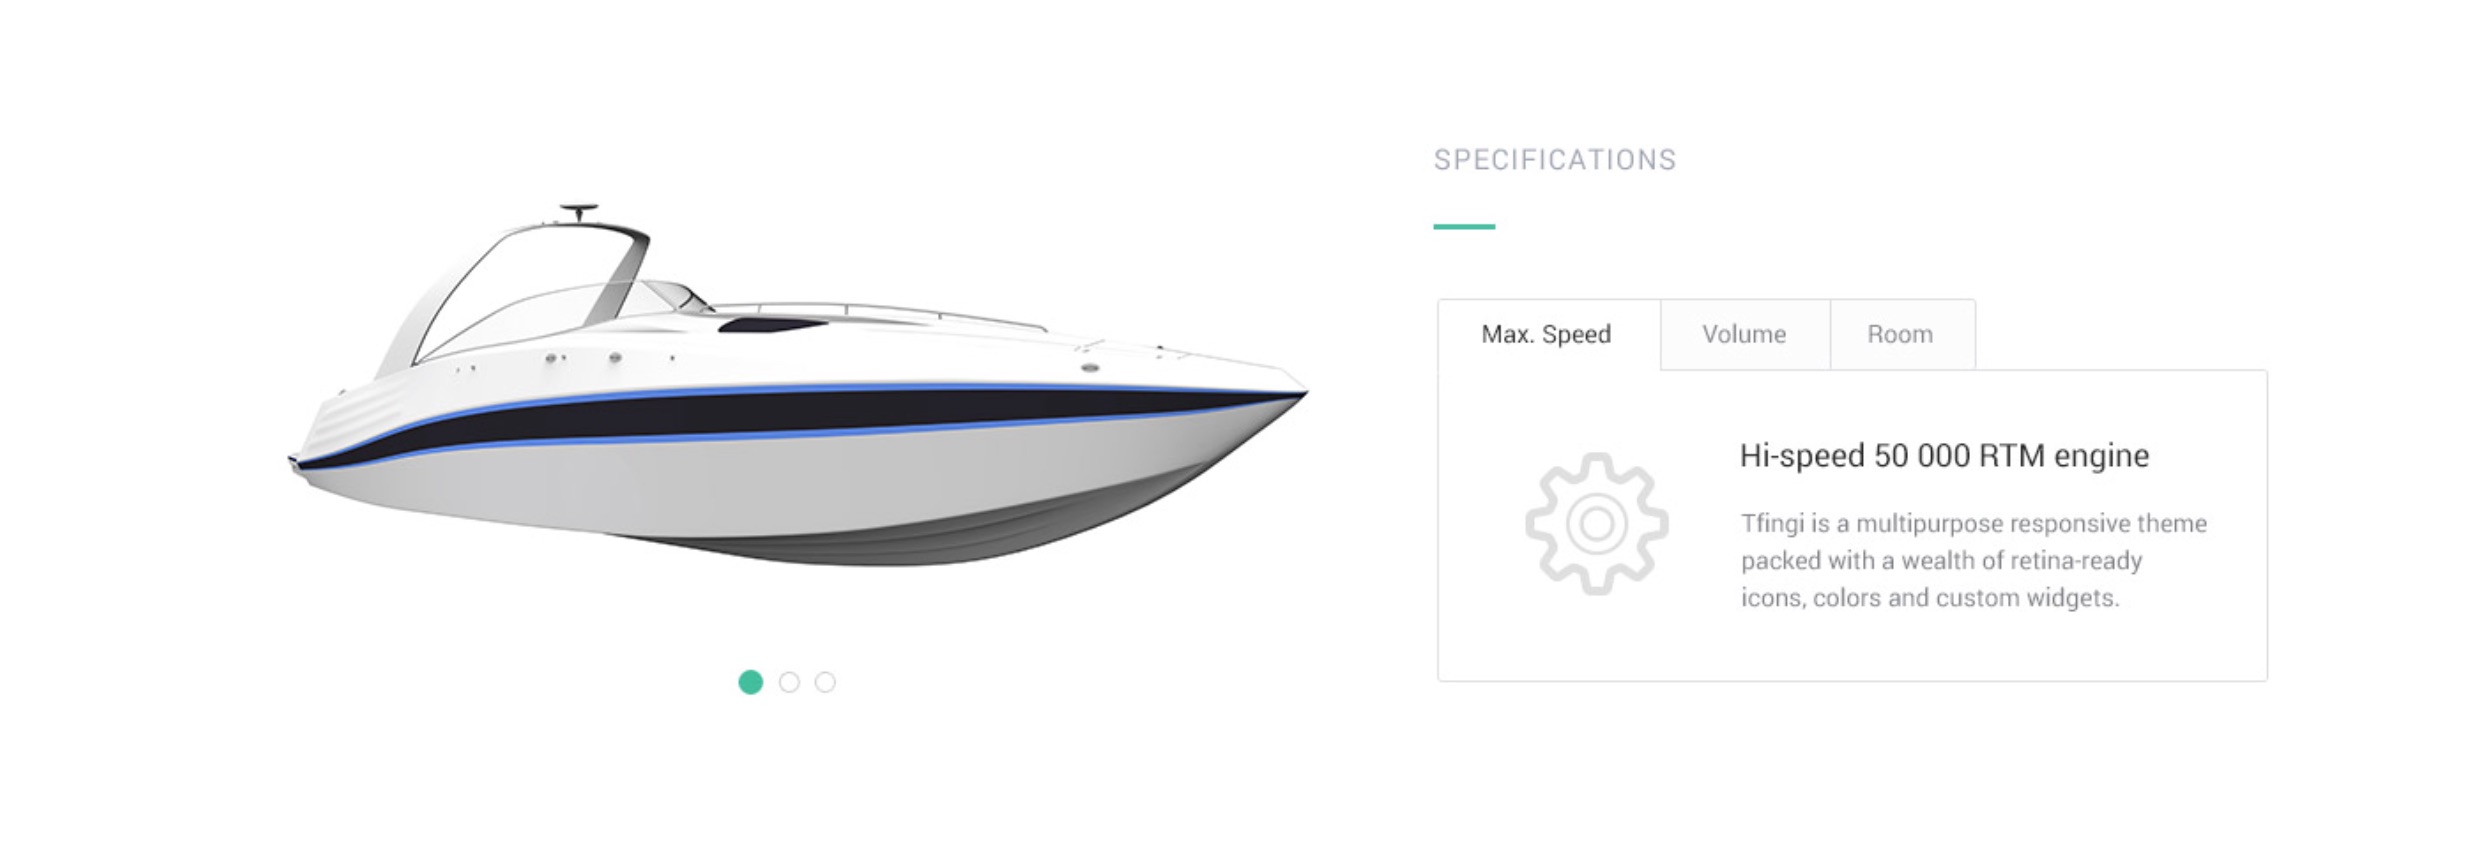 SPECIFICATIONS
Max. Speed
Volume
Room
Hi-speed 50 000 RTM engine
Tfingi is a multipurpose responsive theme
packed with a wealth of retina-ready
icons, colors and custom widgets.